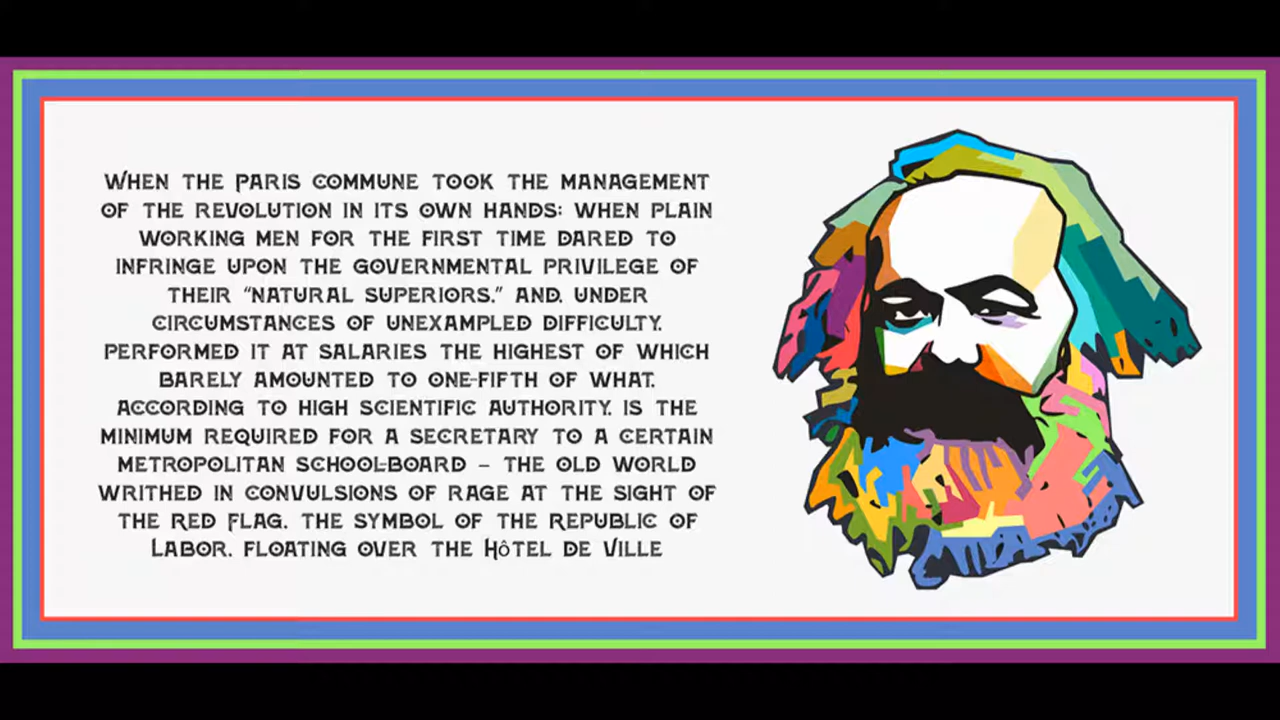 WHEN THE PARIS COMMUNE TOOK THE MANAGEMENT
OF THE REVOLUTION IN ITS OWN HANDS; WHEN PLAIN
WORKING MEN FOR THE FIRST TIME DARED TO
INFRINGE UPON THE GOVERNMENTAL PRIVILEGE OF
THEIR “NATURAL SUPERIORS,” AND, UNDER
CIRCUMSTANCES OF UNEXAMPLED DIFFICULTY,
PERFORMED IT AT SALARIES THE HIGHEST OF WHICH
BARELY AMOUNTED TO ONE-FIFTH OF WHAT,
ACCORDING TO HIGH SCIENTIFIC AUTHORITY, IS THE
MINIMUM REQUIRED FOR A SECRETARY TO A CERTAIN
METROPOLITAN SCHOOL-BOARD – THE OLD WORLD
WRITHED IN CONVULSIONS OF RAGE AT THE SIGHT OF
THE RED FLAG, THE SYMBOL OF THE REPUBLIC OF
LABOR, FLOATING OVER THE HÔTEL DE VILLE